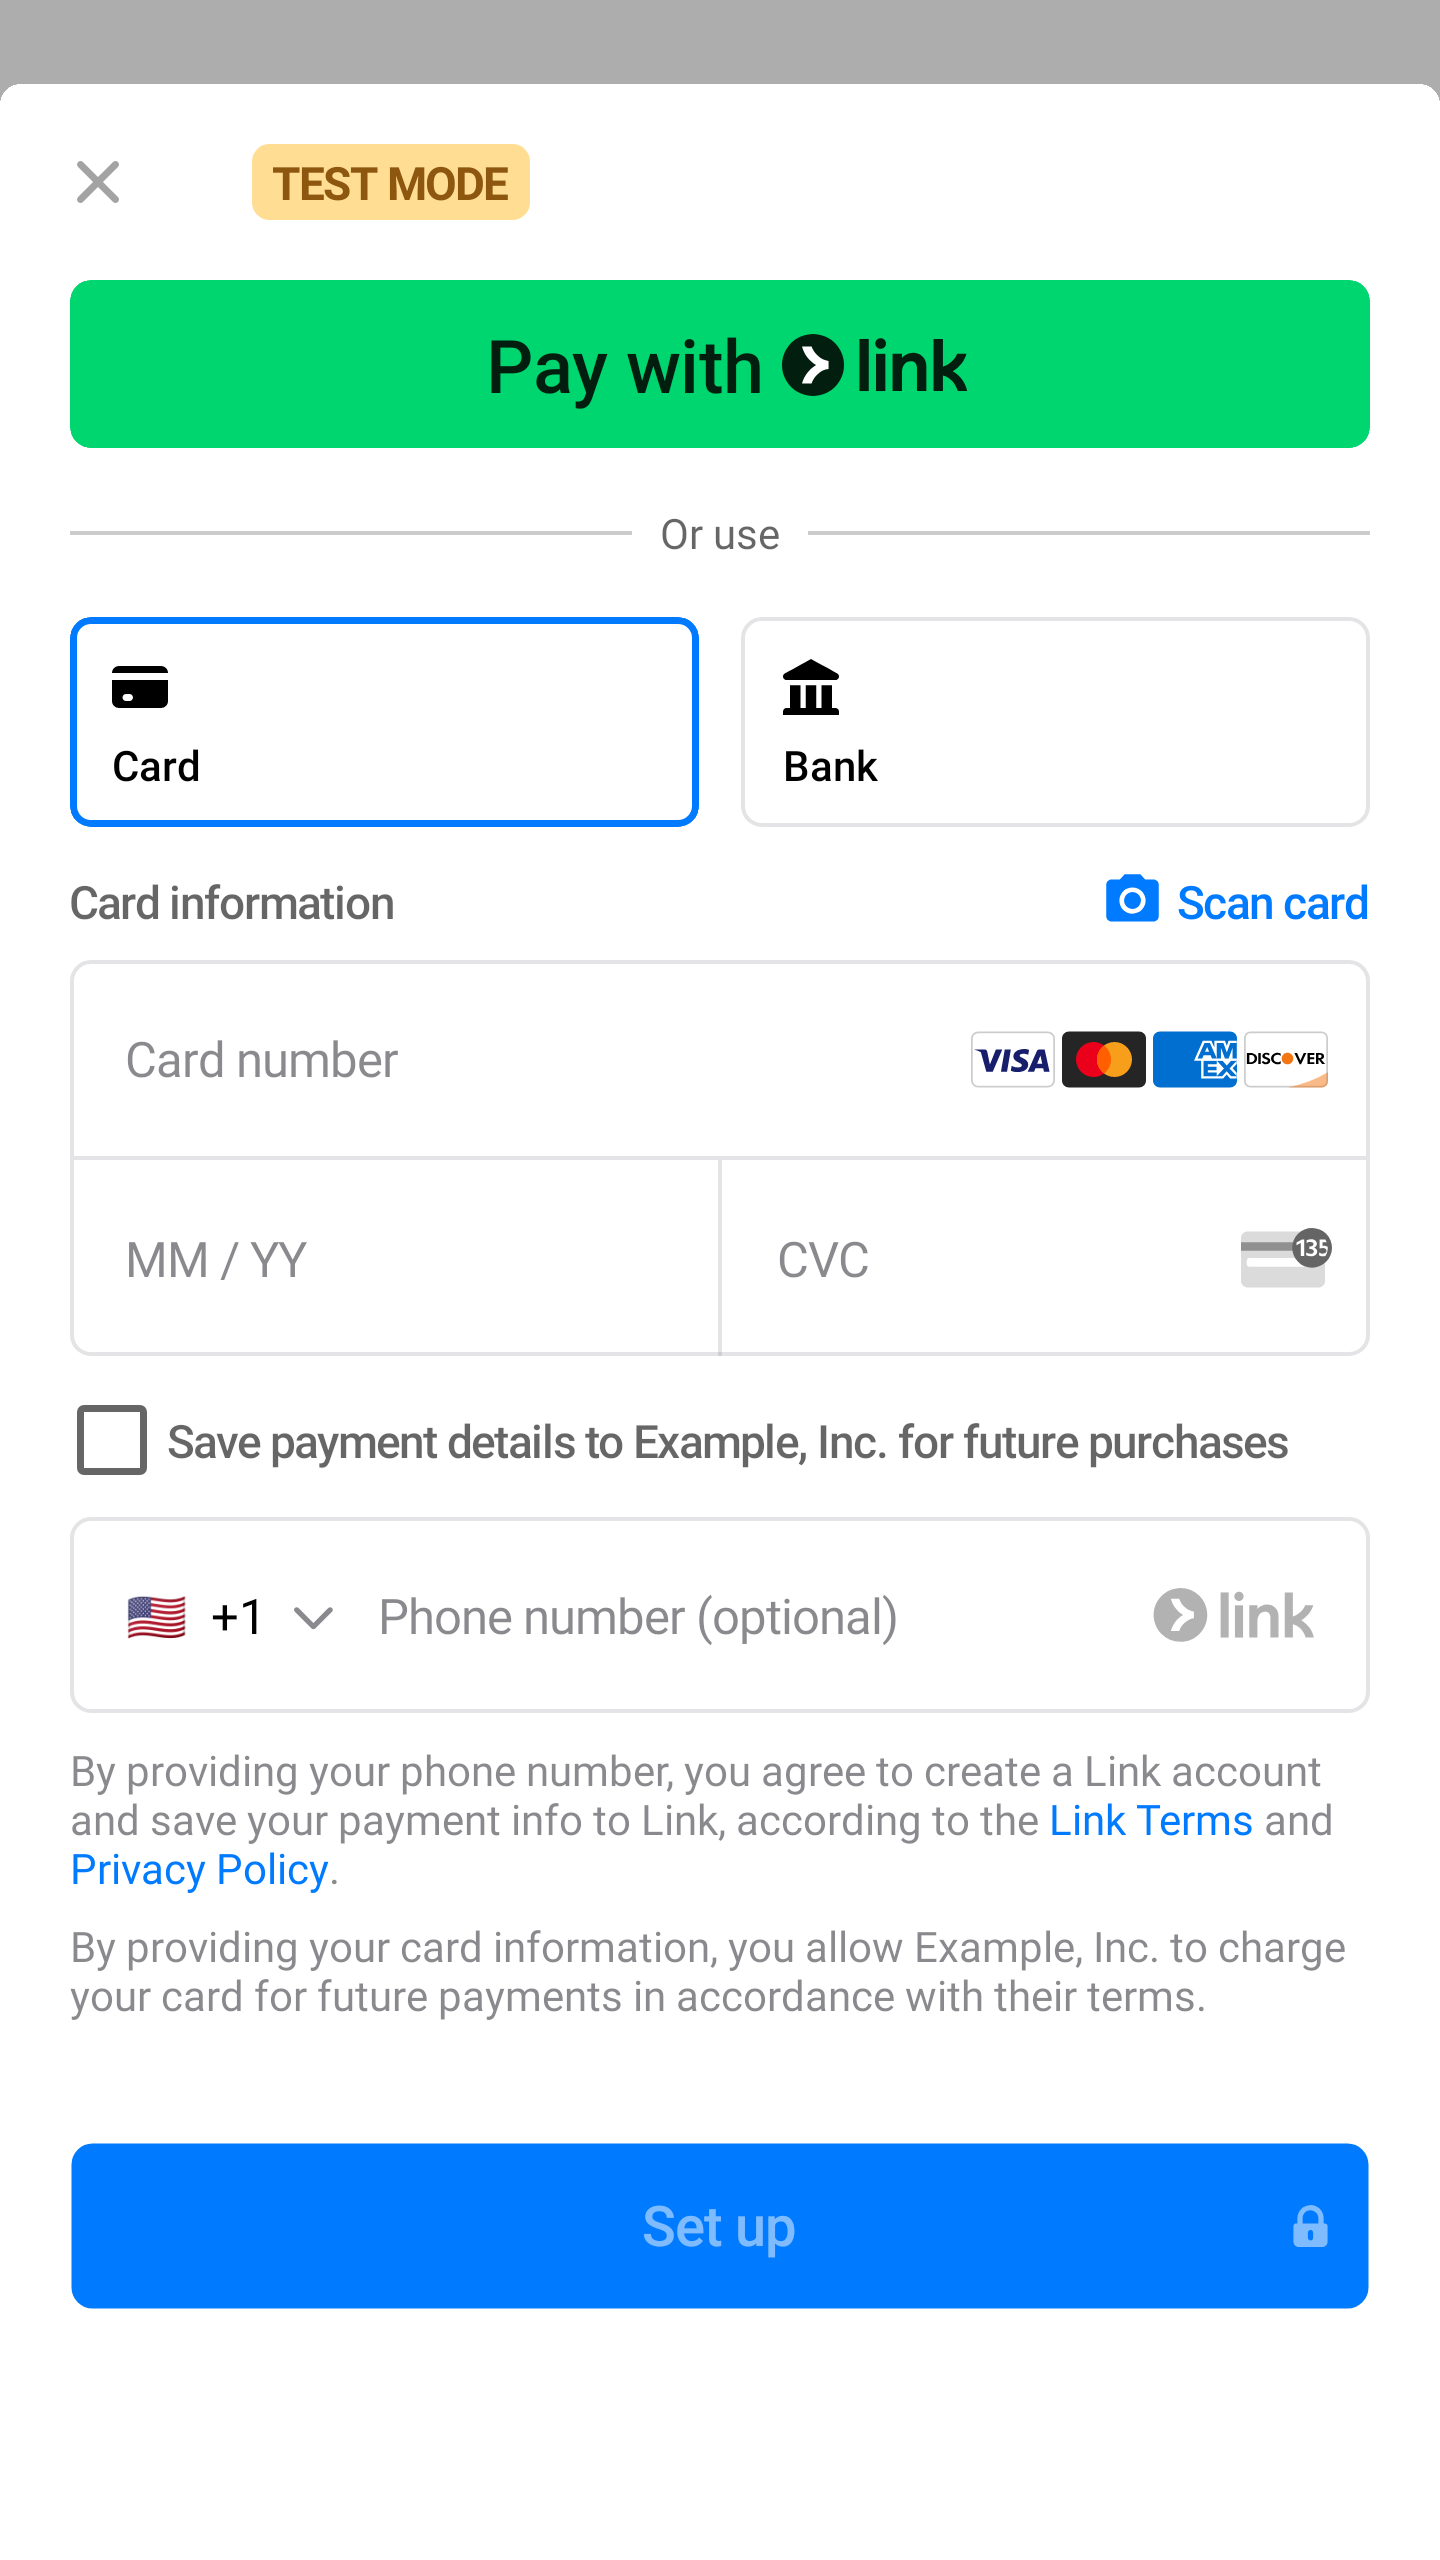 TEST MODE
Pay with link
Or use
Card
Bank
Card information
Scan card
Card number
VISA
AMEX
DISCOVER
MM / YY
CVC
135
Save payment details to Example, Inc. for future purchases
+1
Phone number (optional)
link
By providing your phone number, you agree to create a Link account
and save your payment info to Link, according to the Link Terms and
Privacy Policy.
By providing your card information, you allow Example, Inc. to charge
your card for future payments in accordance with their terms.
Set up